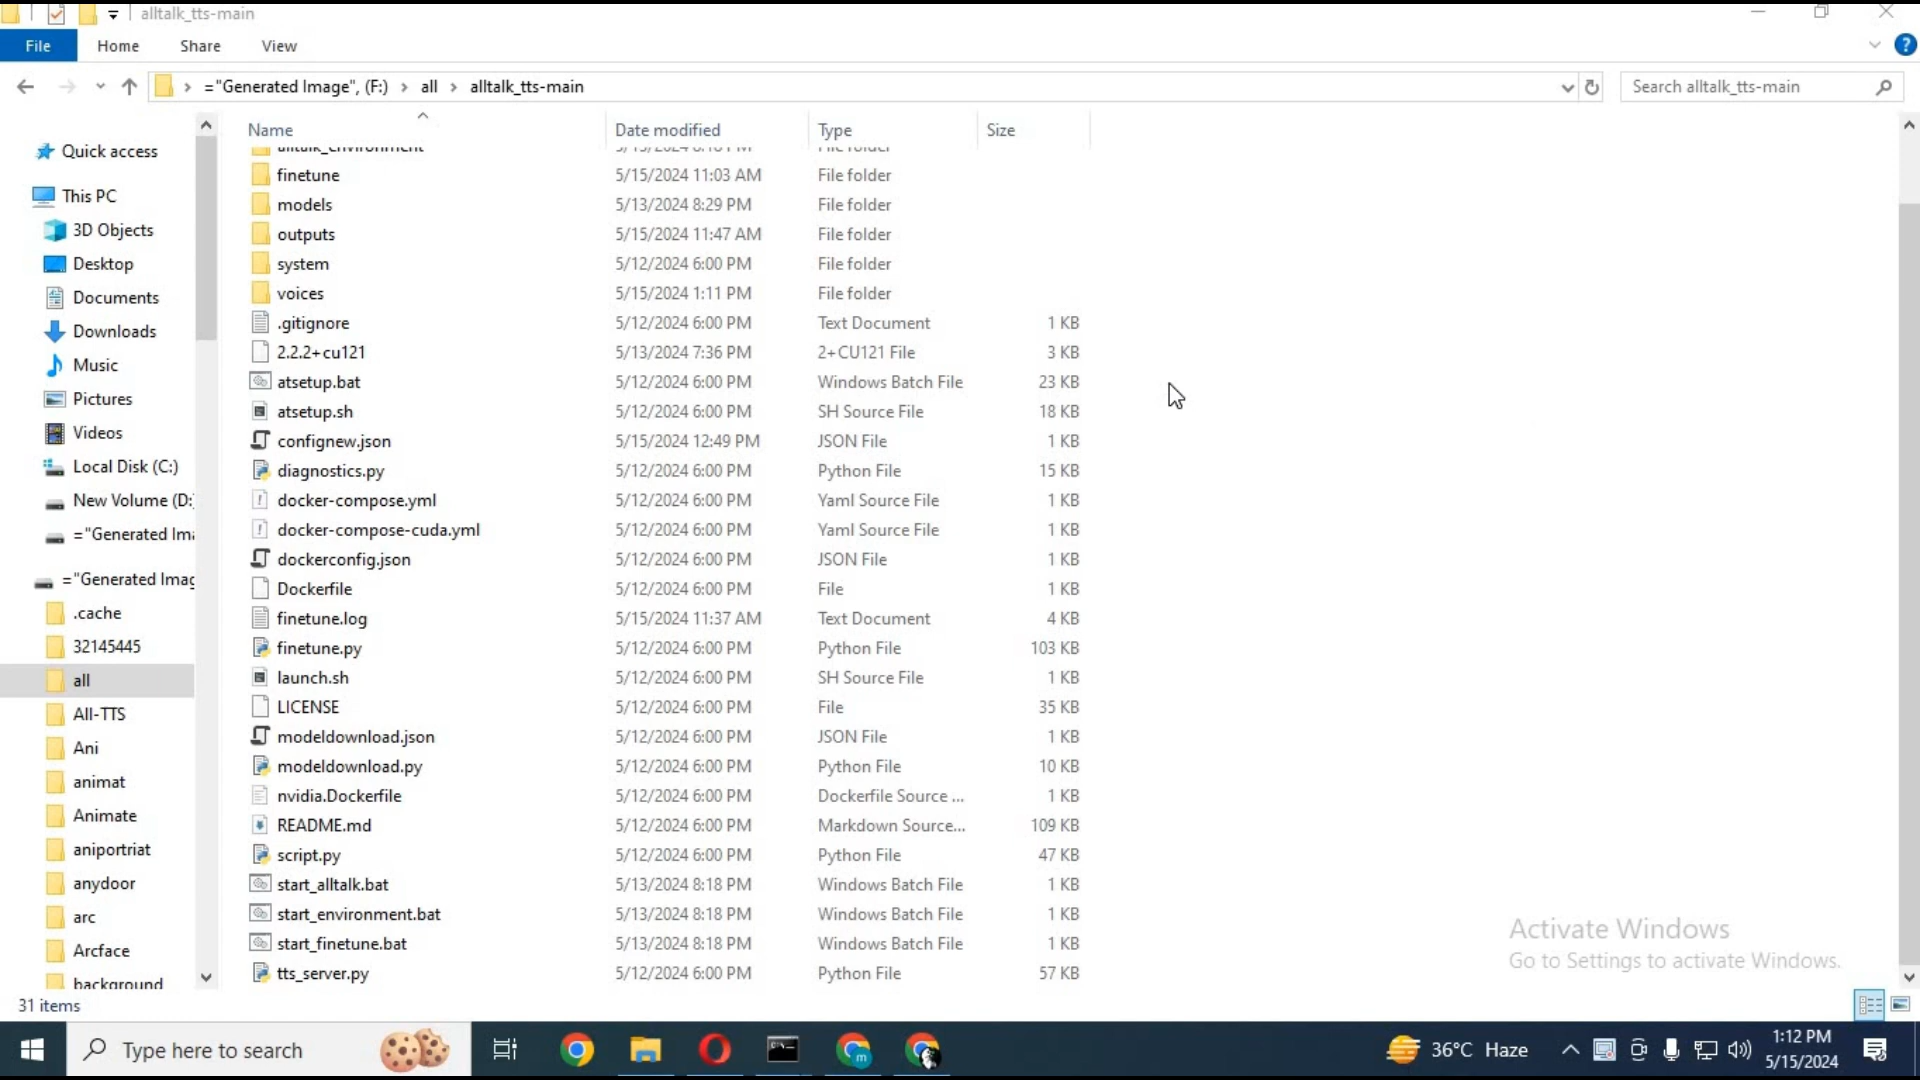 alltalk_tts-main
File Home Share View
="Generated Image", (F:) all alltalk_tts-main Search alltalk_tts-main
Name Date modified Type Size
Quick access
This PC
3D Objects
Desktop
Documents
Downloads
Music
Pictures
Videos
Local Disk (C:)
New Volume (D:
="Generated Ima
="Generated Imag
.cache
32145445
all
All-TTS
Ani
animat
Animate
aniportriat
anydoor
arc
Arcface
background
finetune 5/15/2024 11:03 AM File folder
models 5/13/2024 8:29 PM File folder
outputs 5/15/2024 11:47 AM File folder
system 5/12/2024 6:00 PM File folder
voices 5/15/2024 1:11 PM File folder
.gitignore 5/12/2024 6:00 PM Text Document 1 KB
2.2.2+cu121 5/13/2024 7:36 PM 2+CU121 File 3 KB
atsetup.bat 5/12/2024 6:00 PM Windows Batch File 23 KB
atsetup.sh 5/12/2024 6:00 PM SH Source File 18 KB
confignew.json 5/15/2024 12:49 PM JSON File 1 KB
diagnostics.py 5/12/2024 6:00 PM Python File 15 KB
docker-compose.yml 5/12/2024 6:00 PM Yaml Source File 1 KB
docker-compose-cuda.yml 5/12/2024 6:00 PM Yaml Source File 1 KB
dockerconfig.json 5/12/2024 6:00 PM JSON File 1 KB
Dockerfile 5/12/2024 6:00 PM File 1 KB
finetune.log 5/15/2024 11:37 AM Text Document 4 KB
finetune.py 5/12/2024 6:00 PM Python File 103 KB
launch.sh 5/12/2024 6:00 PM SH Source File 1 KB
LICENSE 5/12/2024 6:00 PM File 35 KB
modeldownload.json 5/12/2024 6:00 PM JSON File 1 KB
modeldownload.py 5/12/2024 6:00 PM Python File 10 KB
nvidia.Dockerfile 5/12/2024 6:00 PM Dockerfile Source ... 1 KB
README.md 5/12/2024 6:00 PM Markdown Source... 109 KB
script.py 5/12/2024 6:00 PM Python File 47 KB
start_alltalk.bat 5/13/2024 8:18 PM Windows Batch File 1 KB
start_environment.bat 5/13/2024 8:18 PM Windows Batch File 1 KB
start_finetune.bat 5/13/2024 8:18 PM Windows Batch File 1 KB
tts_server.py 5/12/2024 6:00 PM Python File 57 KB
Activate Windows
Go to Settings to activate Windows.
31 items
Type here to search
36°C Haze
1:12 PM
5/15/2024